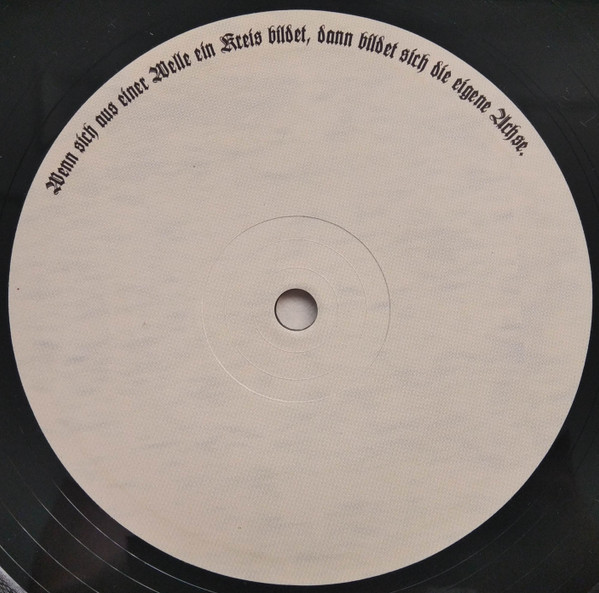 Wenn sich aus einer Welle ein Kreis bildet, dann bildet sich die eigene Achse.